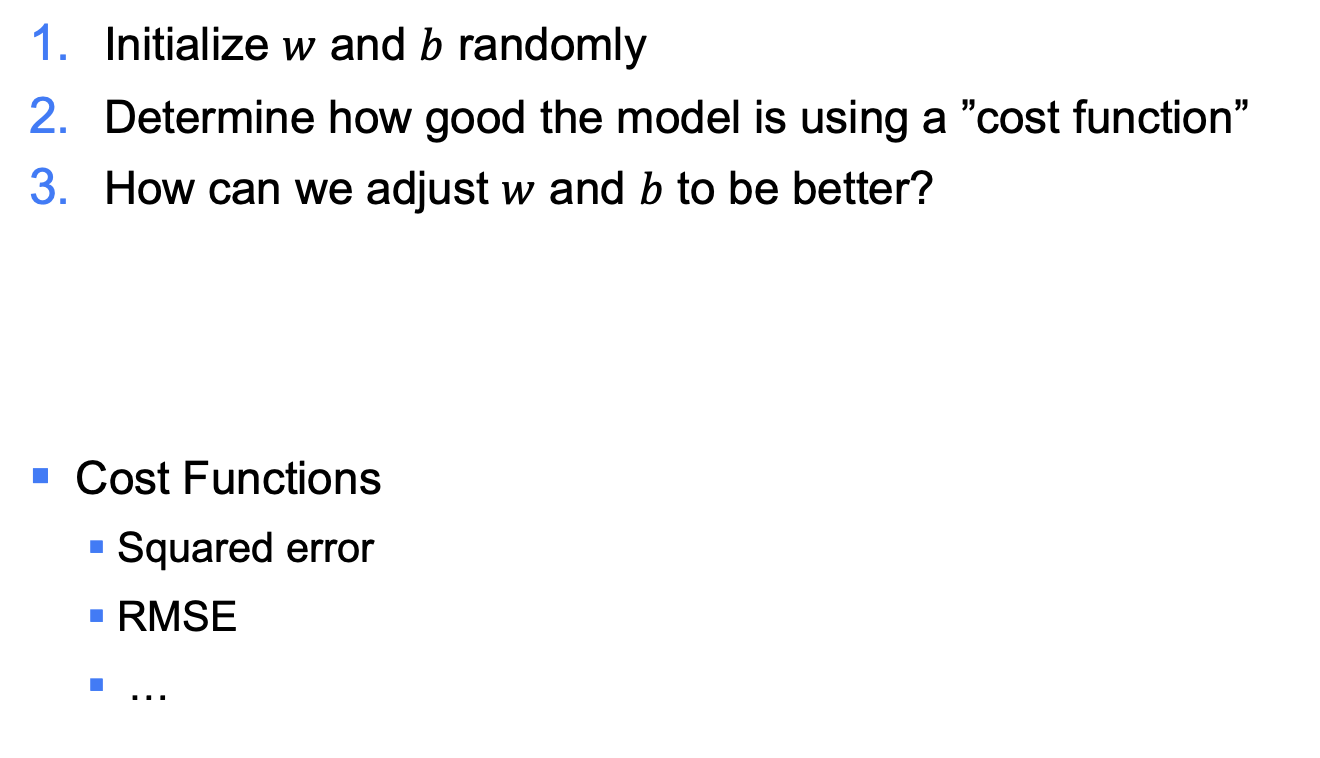 1. Initialize w and b randomly
2. Determine how good the model is using a ”cost function”
3. How can we adjust w and b to be better?
▪ Cost Functions
▪ Squared error
▪ RMSE
▪ …